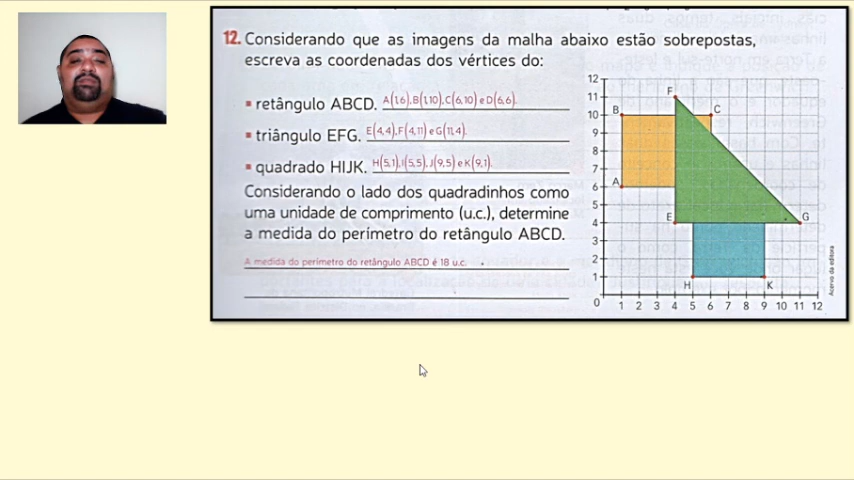 12. Considerando que as imagens da malha abaixo estão sobrepostas,
escreva as coordenadas dos vértices do:
▪ retângulo ABCD. A(1,6), B(1,10), C(6,10) e D(6,6).
▪ triângulo EFG. E(4,4), F(4,11) e G(11,4).
▪ quadrado HIJK. H(5,1), I(5,5), J(9,5) e K(9,1).
Considerando o lado dos quadradinhos como
uma unidade de comprimento (u.c.), determine
a medida do perímetro do retângulo ABCD.
A medida do perímetro do retângulo ABCD é 18 u.c.
12
11
10
9
8
7
6
5
4
3
2
1
0 1 2 3 4 5 6 7 8 9 10 11 12
F
B C
A
E G
H K
Acervo da editora